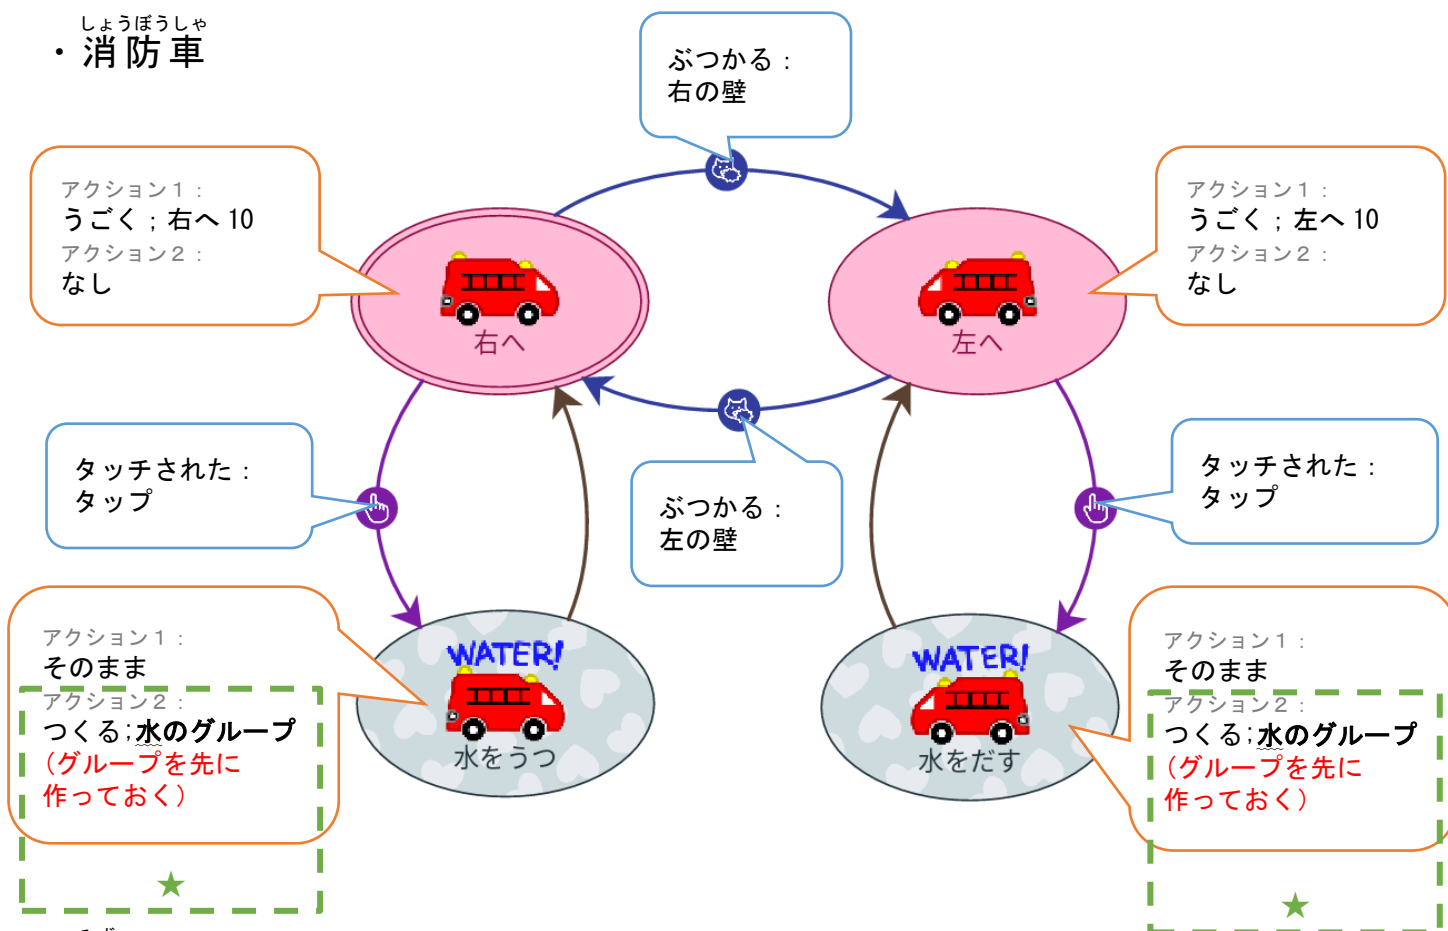 しょうぼうしゃ
・消防車
ぶつかる：
右の壁
アクション１：
うごく；右へ 10
アクション２：
なし
アクション１：
うごく；左へ 10
アクション２：
なし
右へ
左へ
タッチされた：
タップ
ぶつかる：
左の壁
タッチされた：
タップ
アクション１：
そのまま
アクション２：
つくる；水のグループ
（グループを先に
作っておく）
★
WATER!
水をうつ
WATER!
水をだす
アクション１：
そのまま
アクション２：
つくる；水のグループ
（グループを先に
作っておく）
★